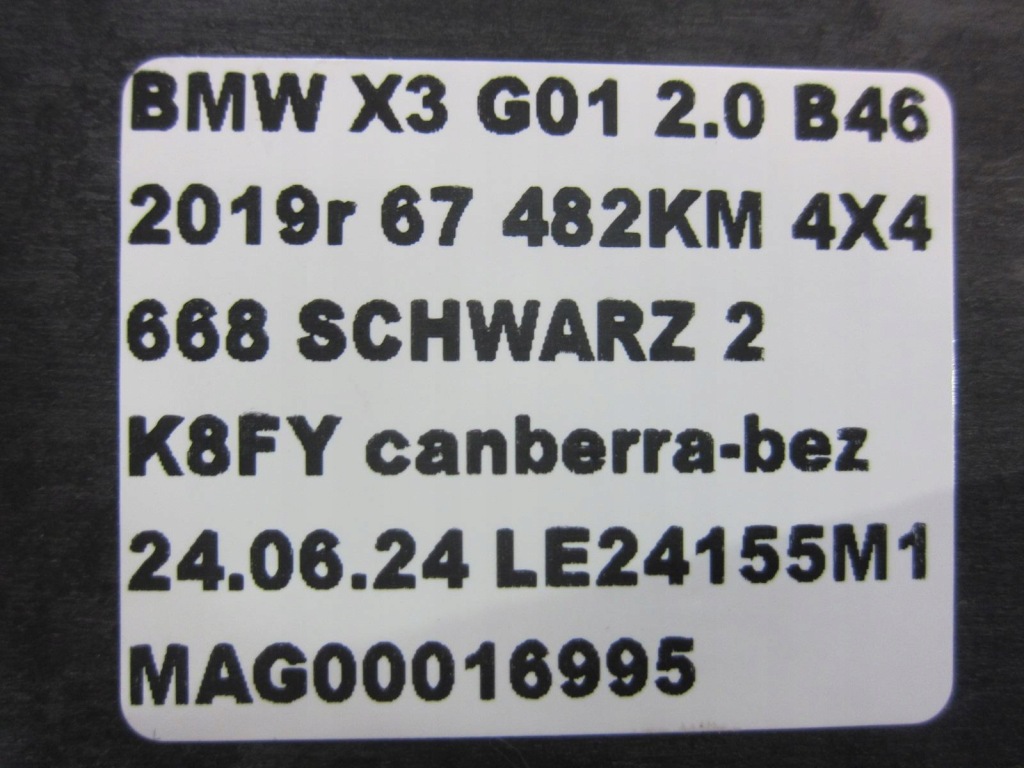 BMW X3 G01 2.0 B46
2019r 67 482KM 4X4
668 SCHWARZ 2
K8FY canberra-bez
24.06.24 LE24155M1
MAG00016995